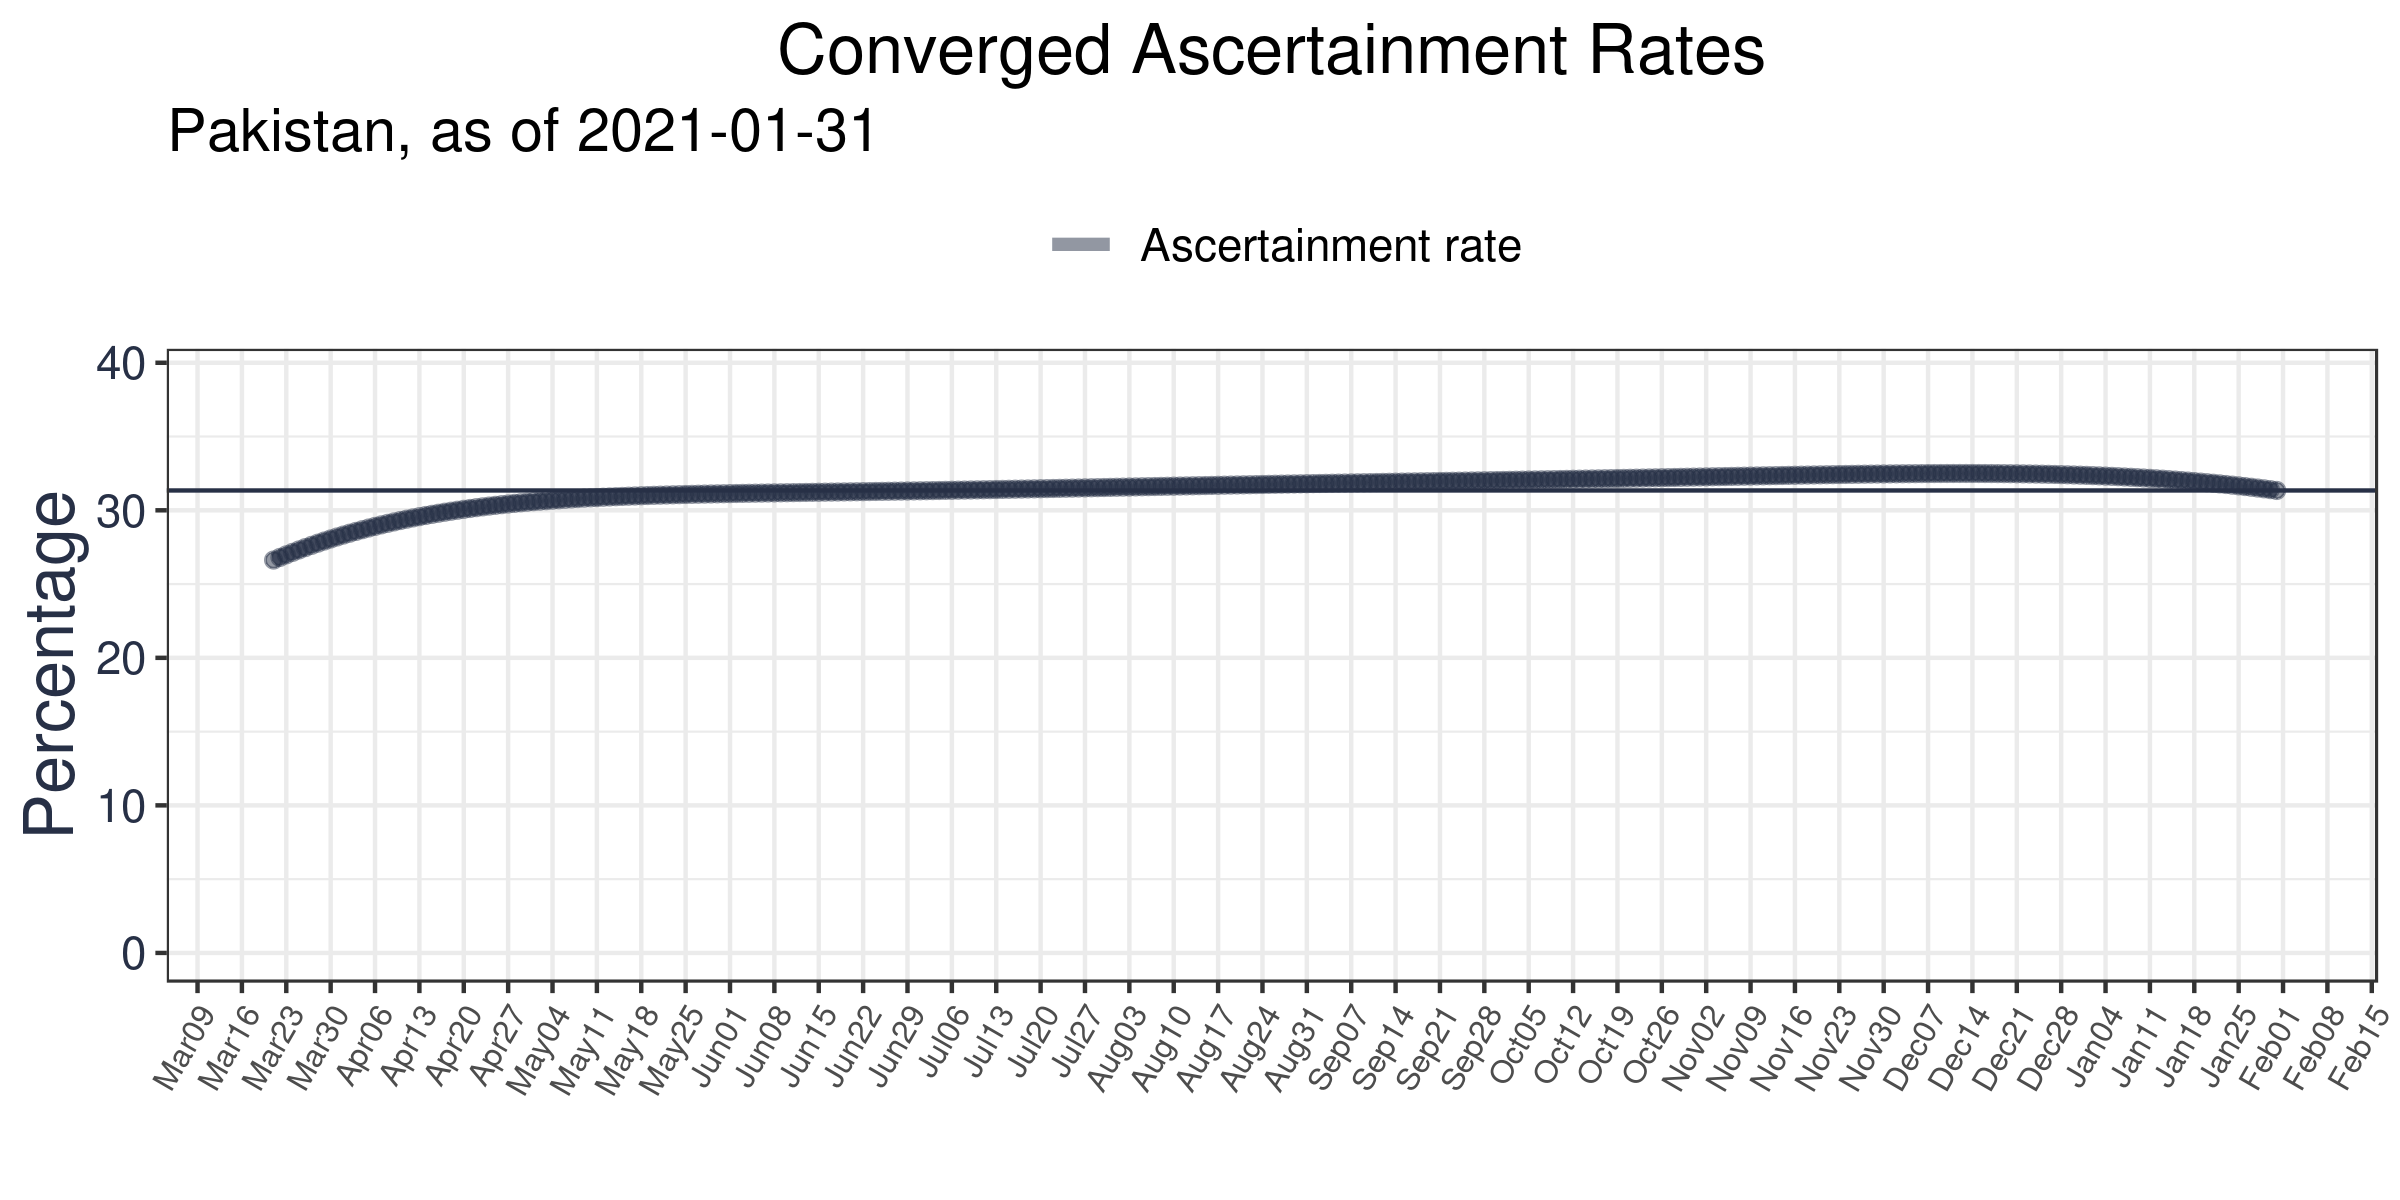 Converged Ascertainment Rates
Pakistan, as of 2021-01-31
Ascertainment rate
Percentage
40
30
20
10
0
Mar09
Mar16
Mar23
Mar30
Apr06
Apr13
Apr20
Apr27
May04
May11
May18
May25
Jun01
Jun08
Jun15
Jun22
Jun29
Jul06
Jul13
Jul20
Jul27
Aug03
Aug10
Aug17
Aug24
Aug31
Sep07
Sep14
Sep21
Sep28
Oct05
Oct12
Oct19
Oct26
Nov02
Nov09
Nov16
Nov23
Nov30
Dec07
Dec14
Dec21
Dec28
Jan04
Jan11
Jan18
Jan25
Feb01
Feb08
Feb15